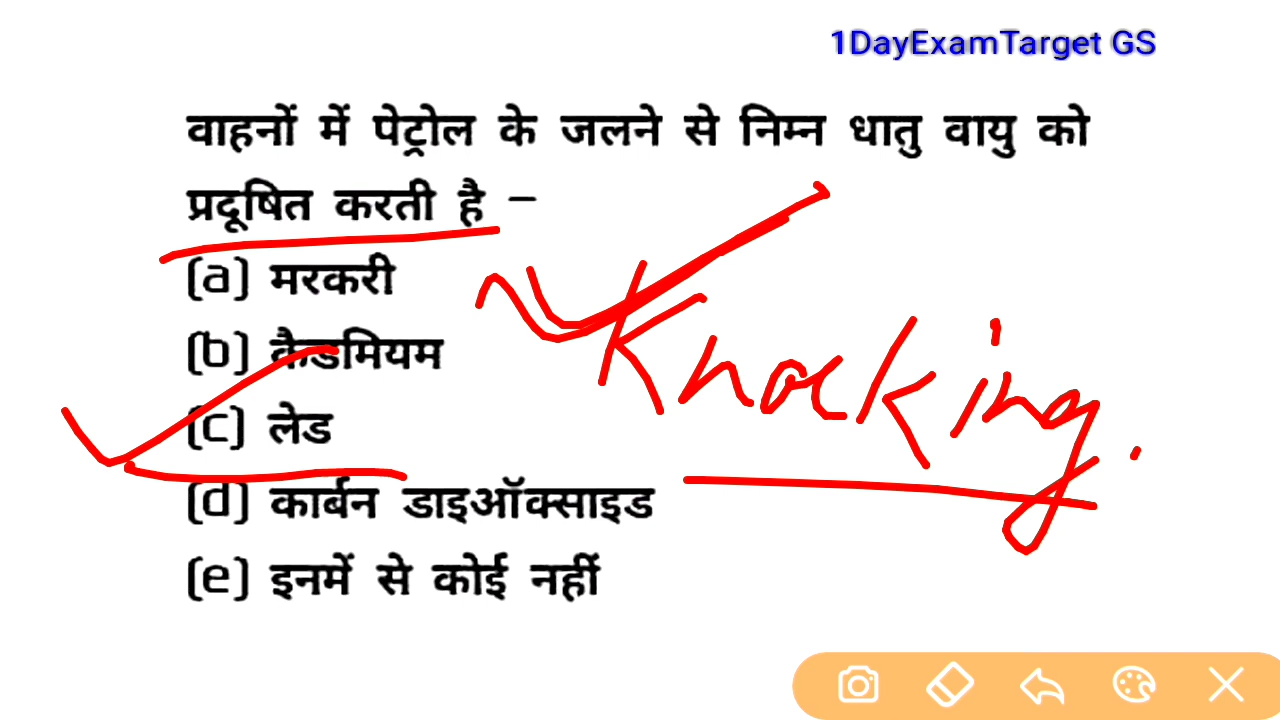 1DayExamTarget GS
वाहनों में पेट्रोल के जलने से निम्न धातु वायु को
प्रदूषित करती है –
(a) मरकरी
(b) कैडमियम
(c) लेड
(d) कार्बन डाइऑक्साइड
(e) इनमें से कोई नहीं
Knocking.